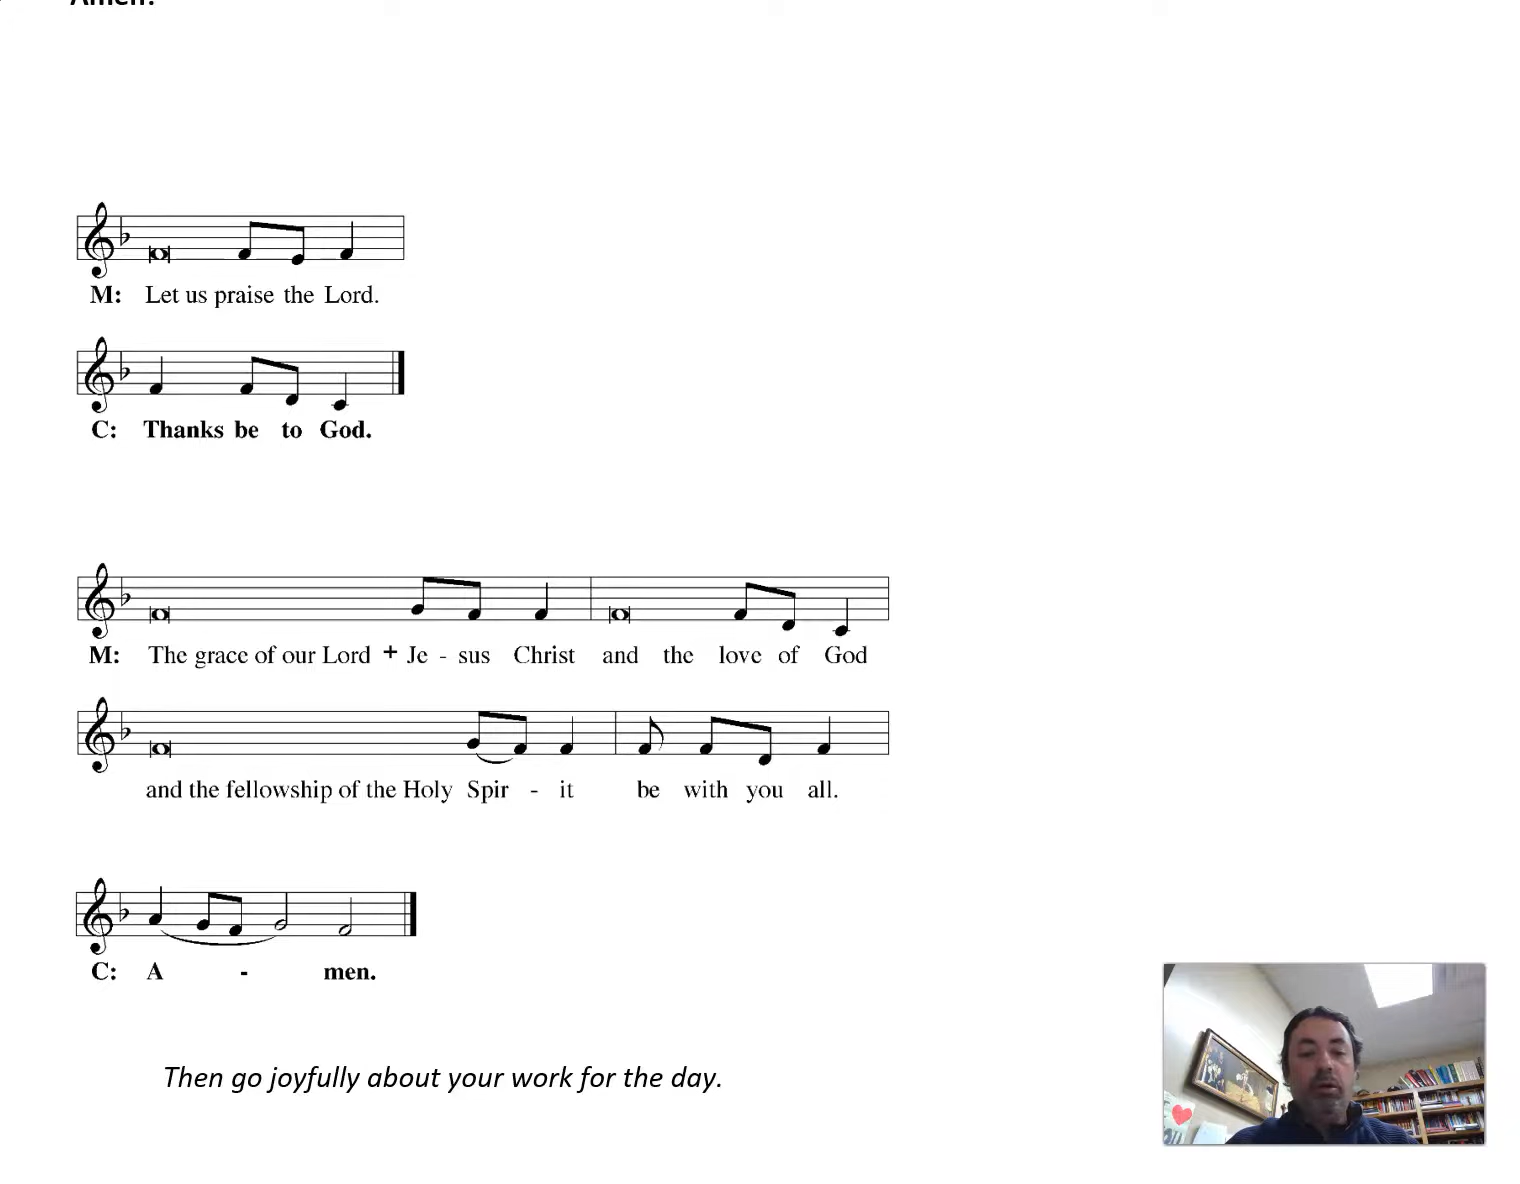 Amen.
M: Let us praise the Lord.
C: Thanks be to God.
M: The grace of our Lord + Je - sus Christ and the love of God
and the fellowship of the Holy Spir - it be with you all.
C: A - men.
Then go joyfully about your work for the day.